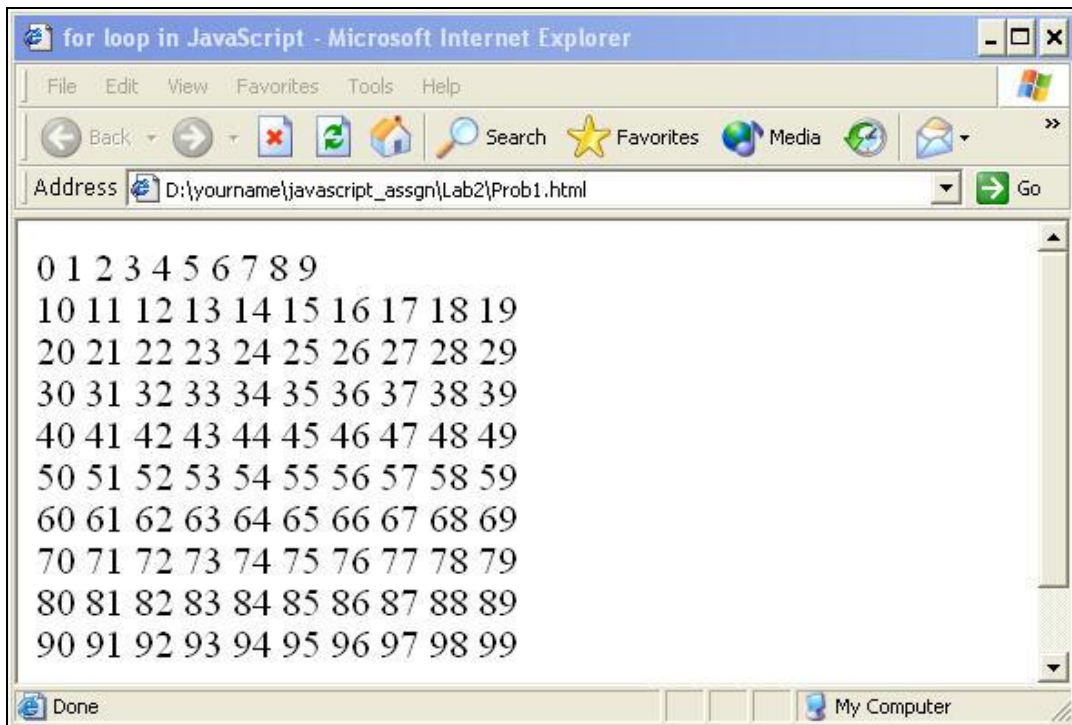 for loop in JavaScript - Microsoft Internet Explorer
File Edit View Favorites Tools Help
Back Search Favorites Media »
Address D:\yourname\javascript_assgn\Lab2\Prob1.html Go
0 1 2 3 4 5 6 7 8 9
10 11 12 13 14 15 16 17 18 19
20 21 22 23 24 25 26 27 28 29
30 31 32 33 34 35 36 37 38 39
40 41 42 43 44 45 46 47 48 49
50 51 52 53 54 55 56 57 58 59
60 61 62 63 64 65 66 67 68 69
70 71 72 73 74 75 76 77 78 79
80 81 82 83 84 85 86 87 88 89
90 91 92 93 94 95 96 97 98 99
Done My Computer